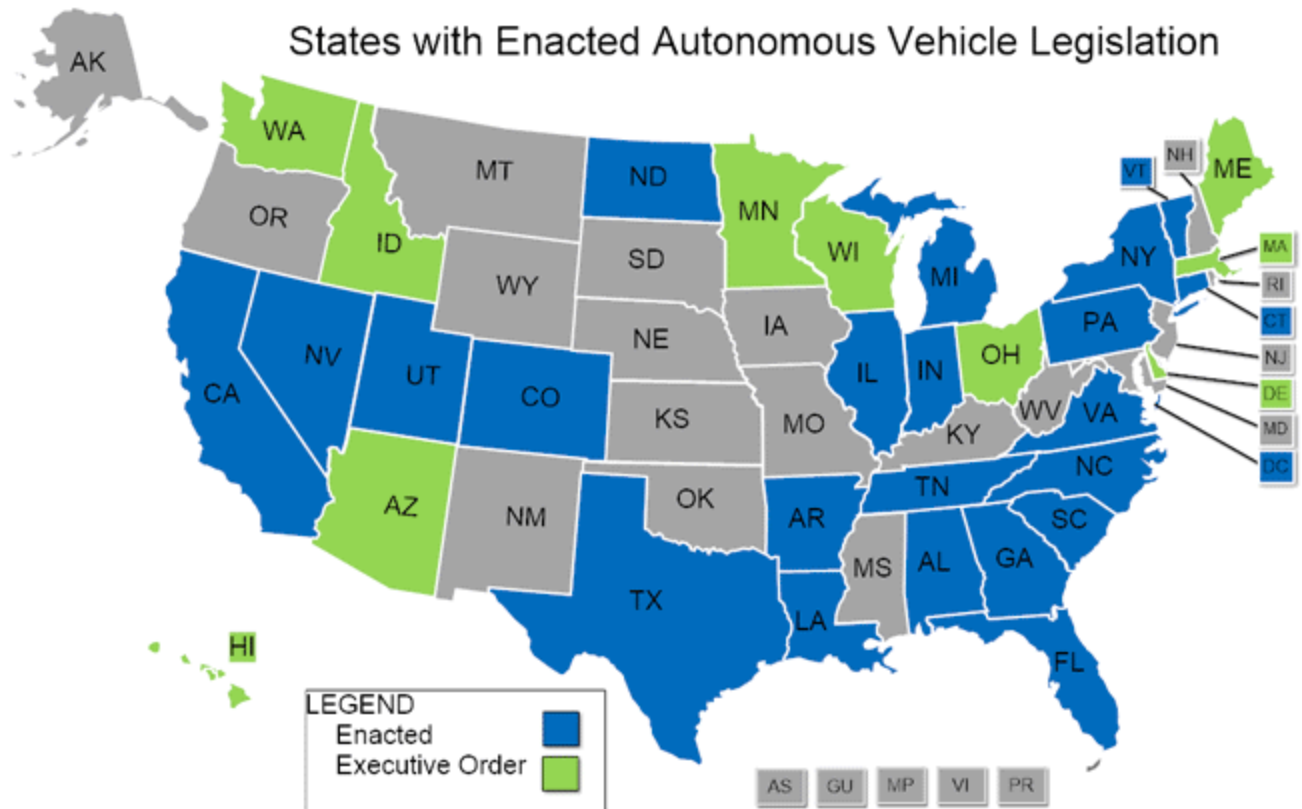 States with Enacted Autonomous Vehicle Legislation
AK
WA
MT
ND
MN
OR
ID
WY
SD
WI
MI
VT
NH
ME
NY
MA
RI
CT
NJ
DE
MD
DC
PA
NV
UT
CO
CA
NE
IA
IL
IN
OH
KS
MO
KY
WV
VA
AZ
NM
OK
AR
TN
NC
SC
TX
LA
MS
AL
GA
FL
HI
LEGEND
Enacted
Executive Order
AS
GU
MP
VI
PR